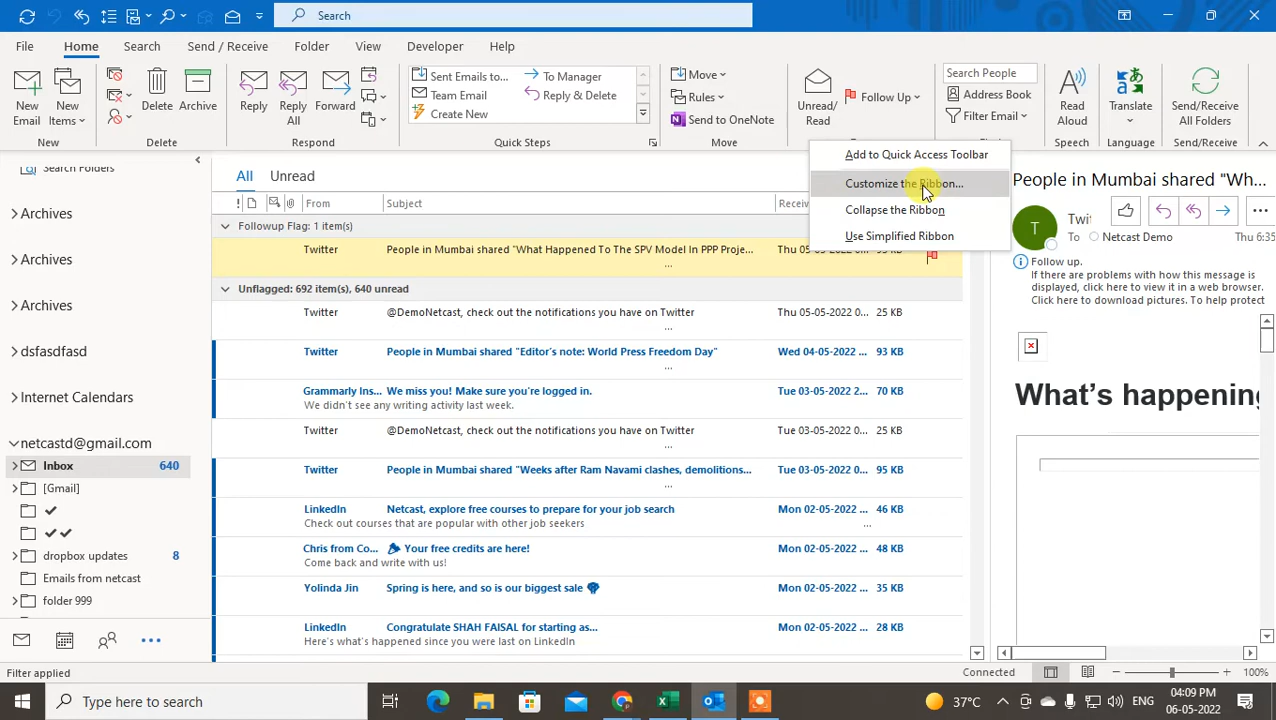 Search
File Home Search Send / Receive Folder View Developer Help
New Email
New Items
Delete
Archive
Reply
Reply All
Forward
Sent Emails to...
Team Email
Create New
To Manager
Reply & Delete
Move
Rules
Send to OneNote
Unread/ Read
Follow Up
Search People
Address Book
Filter Email
Read Aloud
Translate
Send/Receive All Folders
New Delete Respond Quick Steps Move Speech Language Send/Receive
Add to Quick Access Toolbar
Customize the Ribbon...
Collapse the Ribbon
Use Simplified Ribbon
Search Folders
Archives
Archives
Archives
dsfasdfasd
Internet Calendars
netcastd@gmail.com
Inbox 640
[Gmail]
dropbox updates 8
Emails from netcast
folder 999
All Unread
! From Subject
Followup Flag: 1 item(s)
Twitter People in Mumbai shared "What Happened To The SPV Model In PPP Proje... Thu 05-05-2022 ...
...
Unflagged: 692 item(s), 640 unread
Twitter @DemoNetcast, check out the notifications you have on Twitter Thu 05-05-2022 0... 25 KB
...
Twitter People in Mumbai shared "Editor's note: World Press Freedom Day" Wed 04-05-2022 ... 93 KB
...
Grammarly Ins... We miss you! Make sure you're logged in. Tue 03-05-2022 ... 70 KB
We didn't see any writing activity last week.
Twitter @DemoNetcast, check out the notifications you have on Twitter Tue 03-05-2022 0... 25 KB
...
Twitter People in Mumbai shared "Weeks after Ram Navami clashes, demolitions... Tue 03-05-2022 ... 95 KB
...
LinkedIn Netcast, explore free courses to prepare for your job search Mon 02-05-2022 ... 46 KB
Check out courses that are popular with other job seekers ...
Chris from Co... Your free credits are here! Mon 02-05-2022 ... 48 KB
Come back and write with us!
Yolinda Jin Spring is here, and so is our biggest sale Mon 02-05-2022 ... 35 KB
LinkedIn Congratulate SHAH FAISAL for starting as... Mon 02-05-2022 ... 28 KB
Here's what's happened since you were last on LinkedIn
People in Mumbai shared "Wh...
T
To Netcast Demo Thu 6:35
Follow up.
If there are problems with how this message is
displayed, click here to view it in a web browser.
Click here to download pictures. To help protect
What's happening
Filter applied Connected 100%
Type here to search
37°C ENG
04:09 PM
06-05-2022